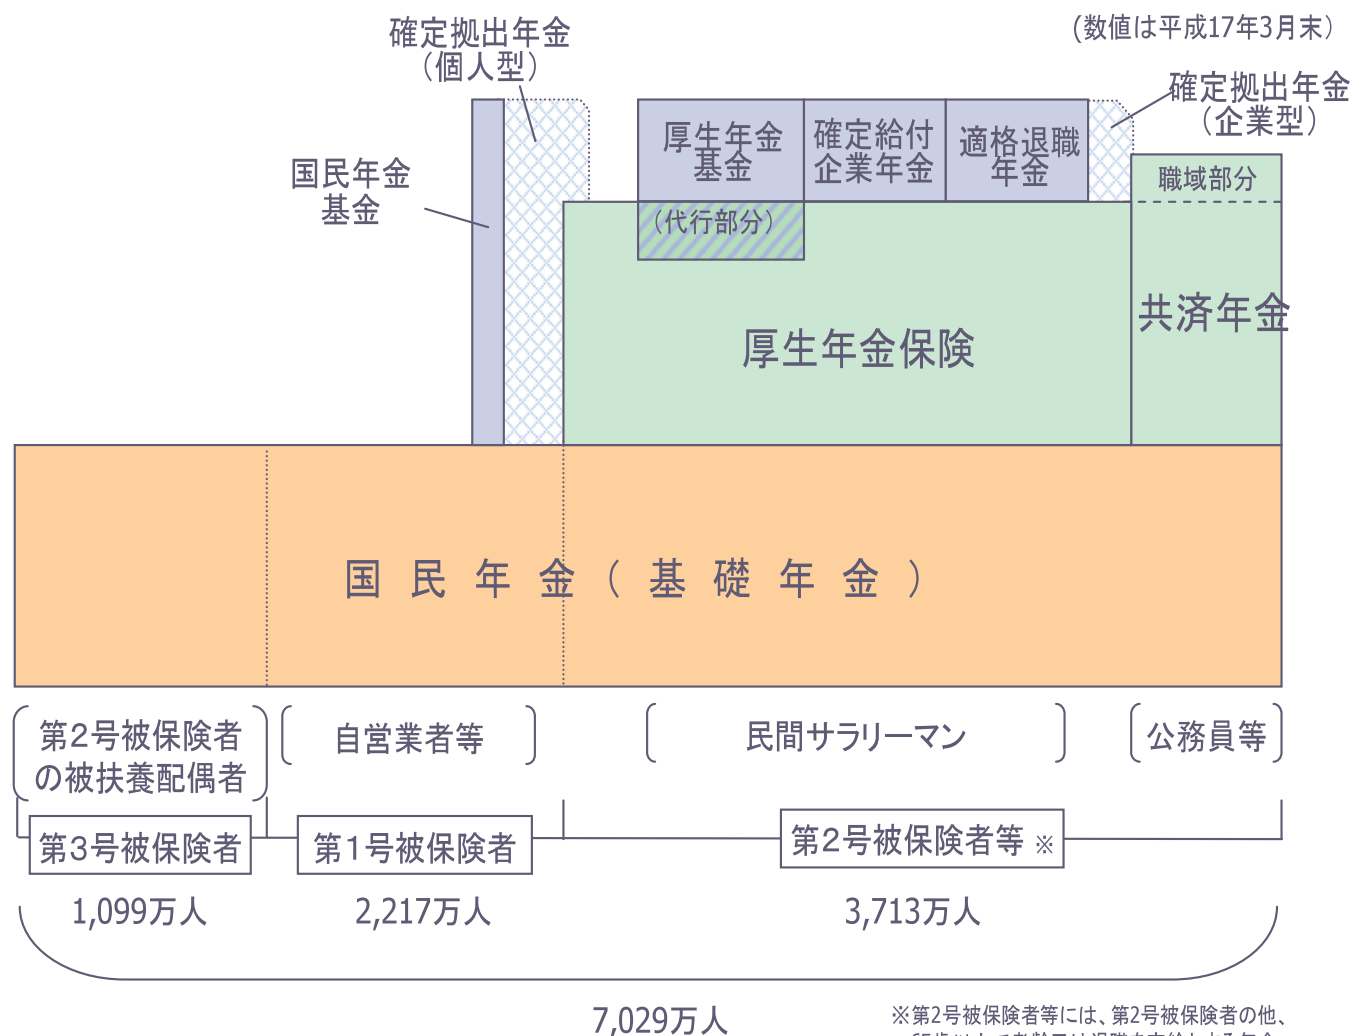 (数値は平成17年3月末）
確定拠出年金
（個人型）
確定拠出年金
（企業型）
国民年金
基金
厚生年金
基金
確定給付
企業年金
適格退職
年金
（代行部分）
職域部分
厚生年金保険
共済年金
国民年金（基礎年金）
第2号被保険者
の被扶養配偶者
自営業者等
民間サラリーマン
公務員等
第3号被保険者
第1号被保険者
第2号被保険者等 ※
1,099万人
2,217万人
3,713万人
7,029万人
※第2号被保険者等には、第2号被保険者の他、